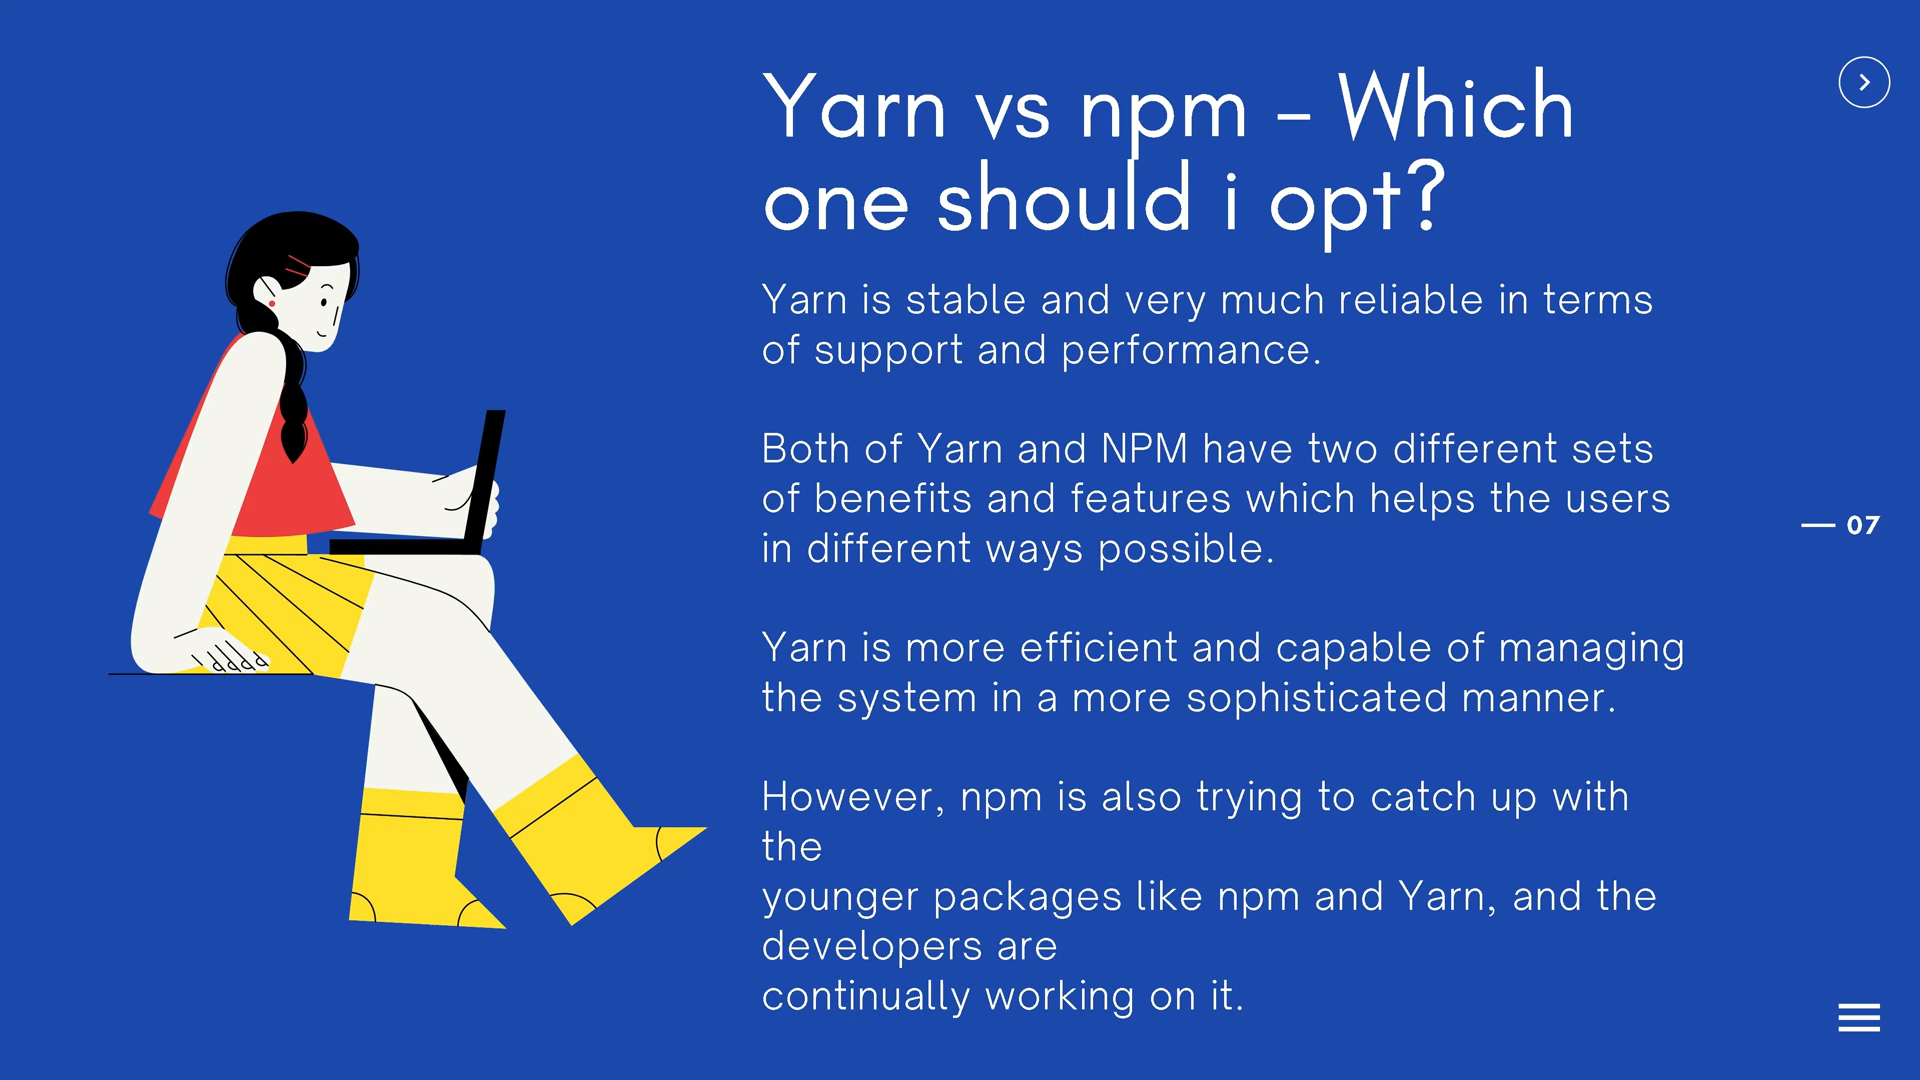 Yarn vs npm – Which
one should i opt?
Yarn is stable and very much reliable in terms
of support and performance.
Both of Yarn and NPM have two different sets
of benefits and features which helps the users
in different ways possible.
Yarn is more efficient and capable of managing
the system in a more sophisticated manner.
However, npm is also trying to catch up with
the
younger packages like npm and Yarn, and the
developers are
continually working on it.
— 07